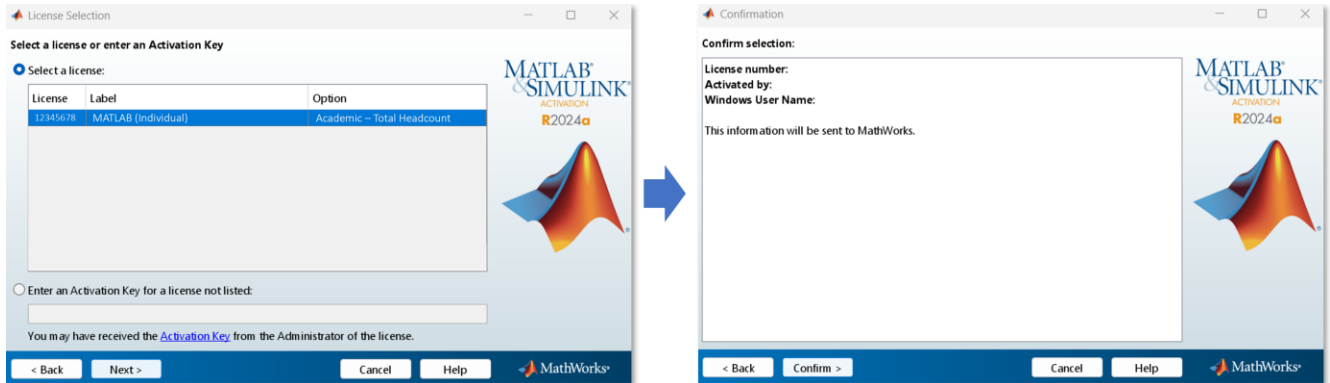 License Selection
Select a license or enter an Activation Key
Select a license:
License Label Option
12345678 MATLAB (Individual) Academic – Total Headcount
Enter an Activation Key for a license not listed:
You may have received the Activation Key from the Administrator of the license.
< Back Next > Cancel Help
MATLAB®
&SIMULINK®
ACTIVATION
R2024a
MathWorks®
Confirmation
Confirm selection:
License number:
Activated by:
Windows User Name:
This information will be sent to MathWorks.
< Back Confirm > Cancel Help
MATLAB®
&SIMULINK®
ACTIVATION
R2024a
MathWorks®